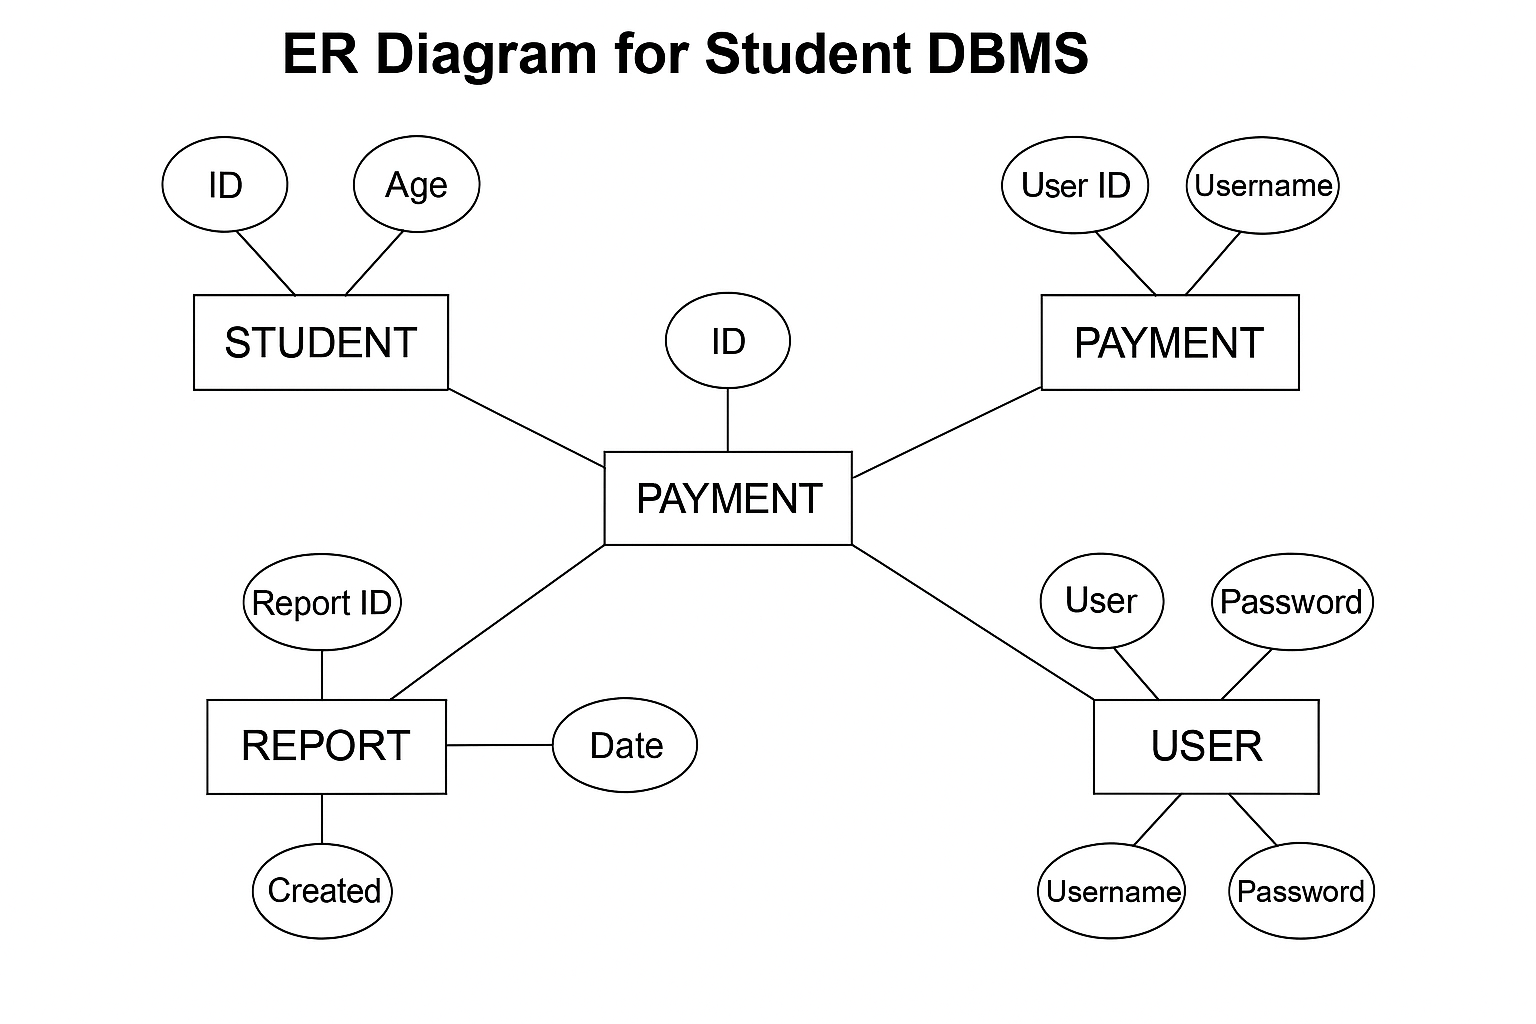 ER Diagram for Student DBMS
ID
Age
User ID
Username
STUDENT
ID
PAYMENT
PAYMENT
Report ID
User
Password
REPORT
Date
USER
Created
Username
Password